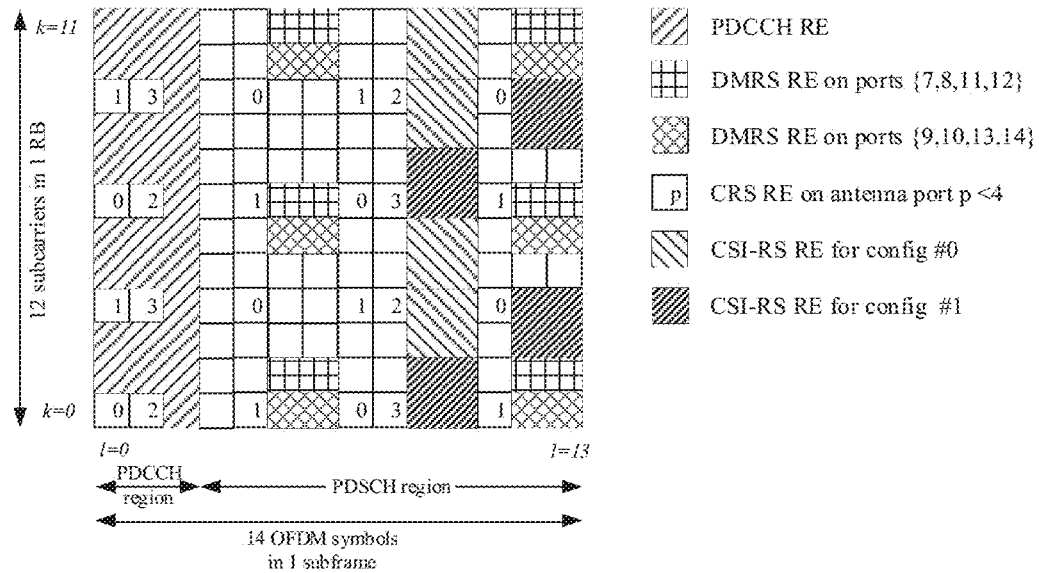 k=11
PDCCH RE
DMRS RE on ports {7,8,11,12}
1 3 0 1 2 0
DMRS RE on ports {9,10,13,14}
p CRS RE on antenna port p <4
0 2 1 0 3 1
CSI-RS RE for config #0
1 3 0 1 2 0
CSI-RS RE for config #1
12 subcarriers in 1 RB
k=0
0 2 1 0 3 1
l=0 l=13
PDCCH
region
PDSCH region
14 OFDM symbols
in 1 subframe